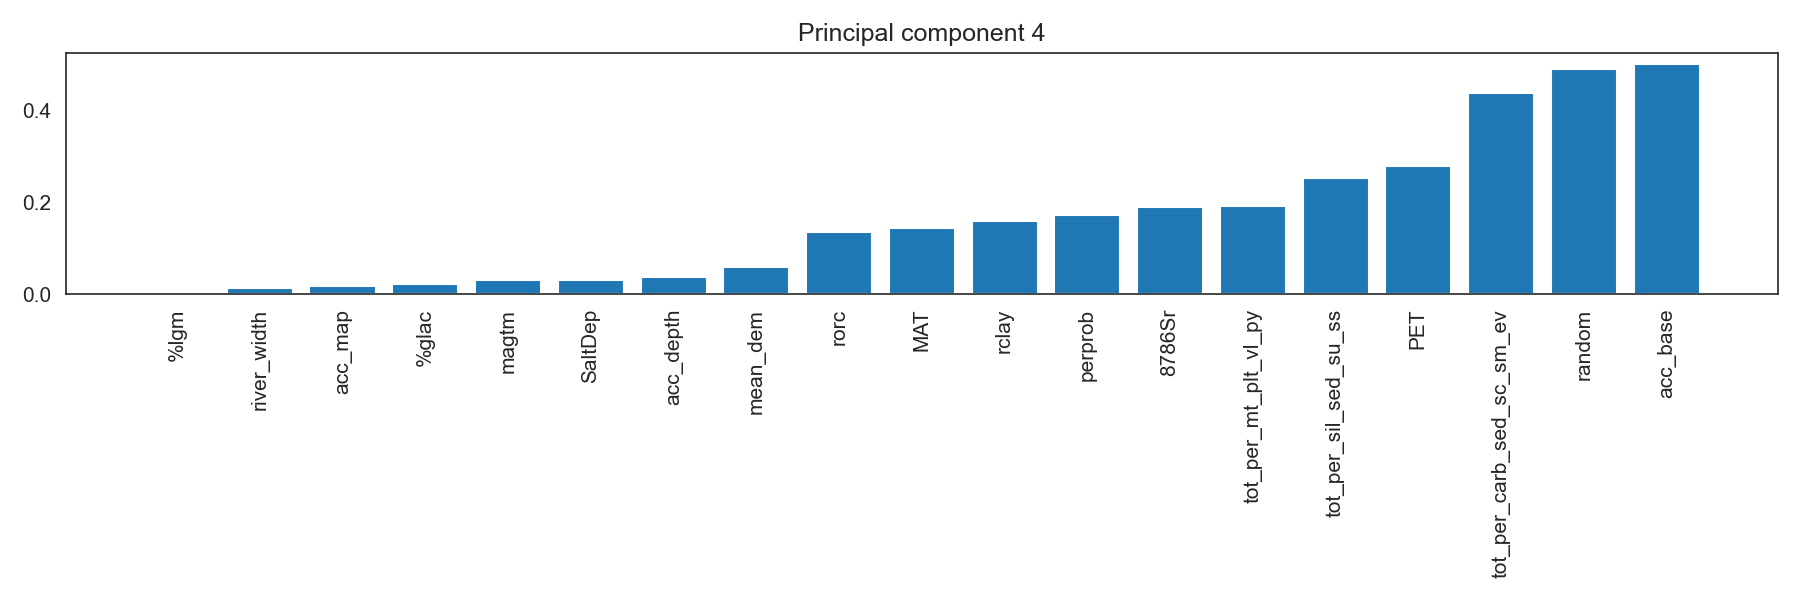 Principal component 4
0.4
0.2
0.0
%lgm
river_width
acc_map
%glac
magtm
SaltDep
acc_depth
mean_dem
rorc
MAT
rclay
perprob
8786Sr
tot_per_mt_plt_vl_py
tot_per_sil_sed_su_ss
PET
tot_per_carb_sed_sc_sm_ev
random
acc_base